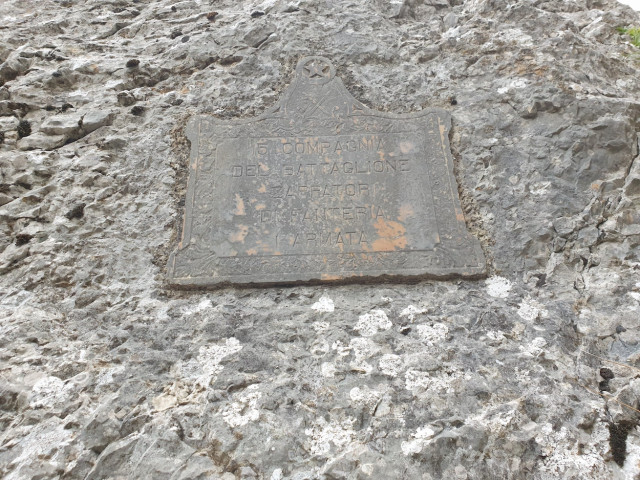 COMPAGNIA
DEL BATTAGLIONE
ZAPPATORI
FANTERIA
I ARMATA